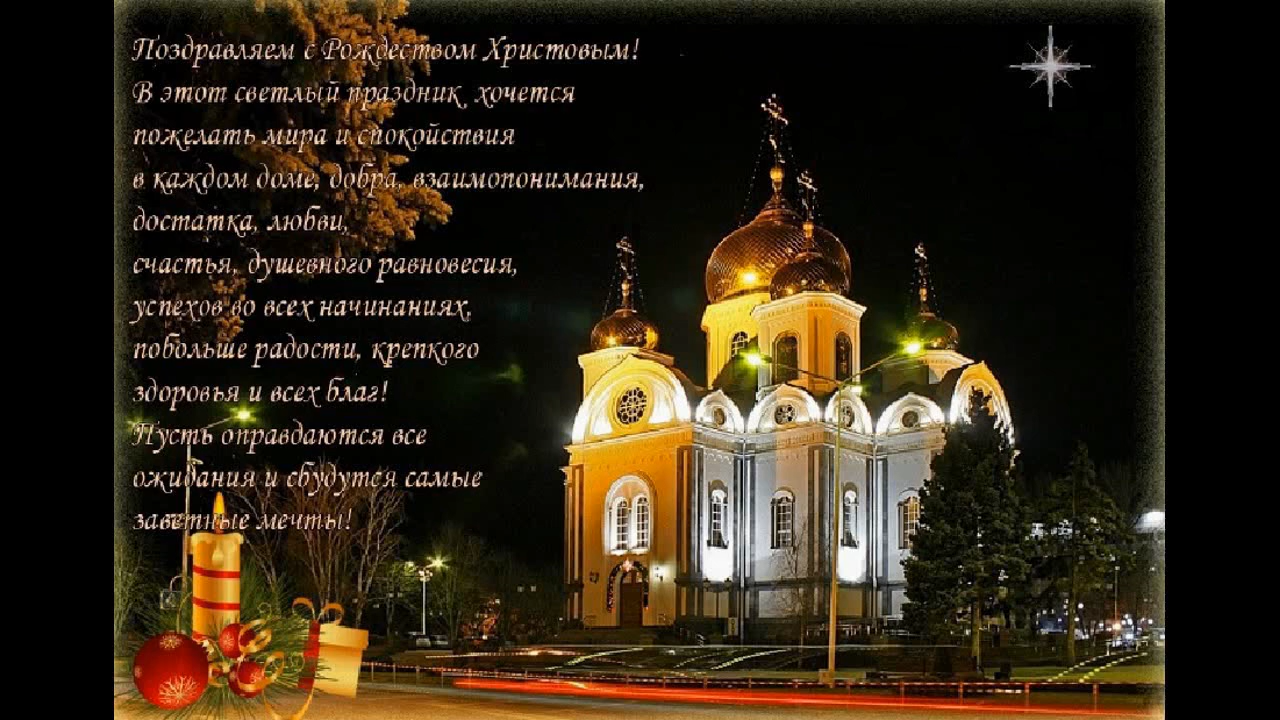 Поздравляем с Рождеством Христовым!
В этот светлый праздник хочется
пожелать мира и спокойствия
в каждом доме, добра, взаимопонимания,
достатка, любви,
счастья, душевного равновесия,
успехов во всех начинаниях,
побольше радости, крепкого
здоровья и всех благ!
Пусть оправдаются все
ожидания и сбудутся самые
заветные мечты!